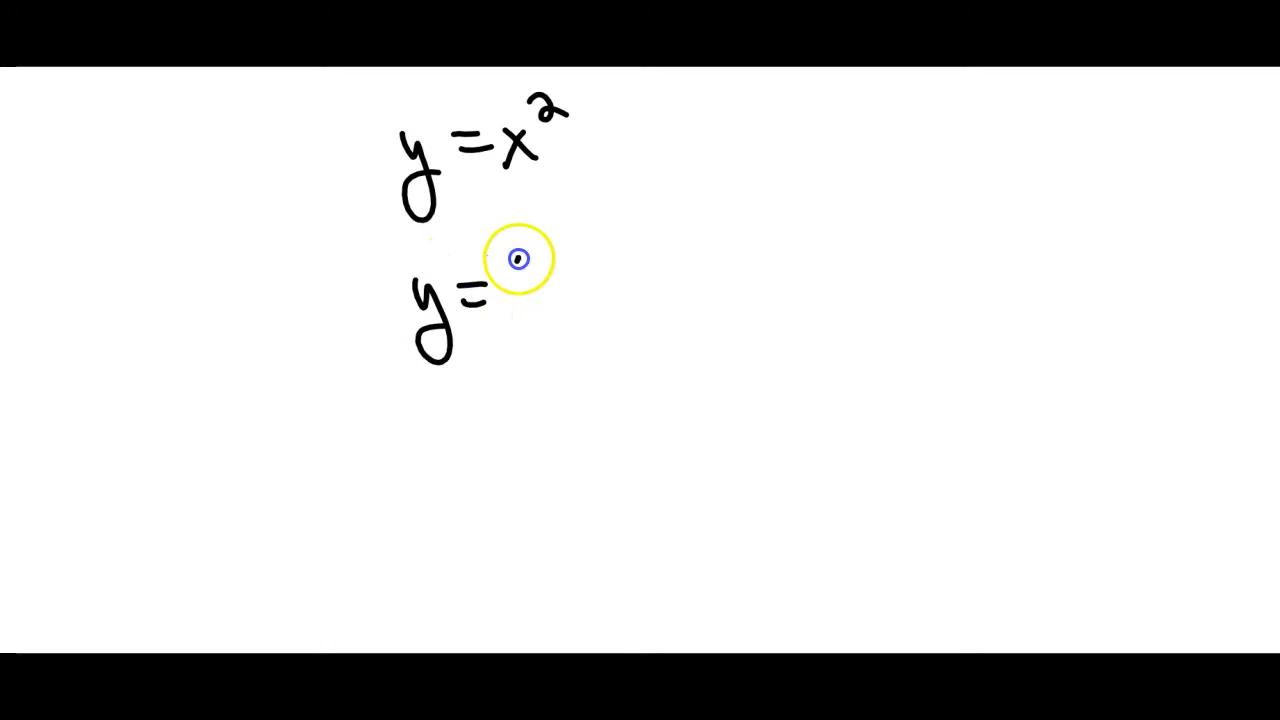 y = x²
y =